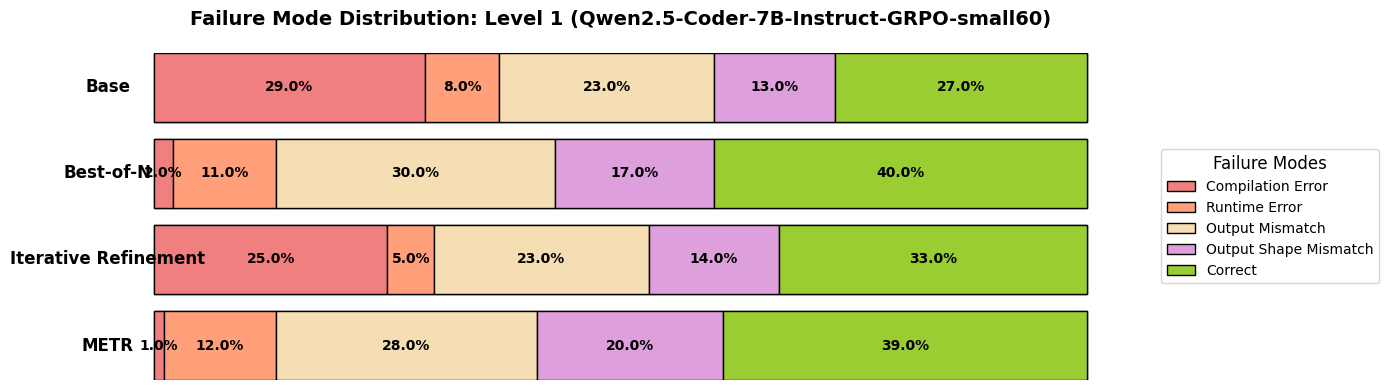 Failure Mode Distribution: Level 1 (Qwen2.5-Coder-7B-Instruct-GRPO-small60)
Base 29.0% 8.0% 23.0% 13.0% 27.0%
Best-of-N 2.0% 11.0% 30.0% 17.0% 40.0%
Iterative Refinement 25.0% 5.0% 23.0% 14.0% 33.0%
METR 1.0% 12.0% 28.0% 20.0% 39.0%
Failure Modes
Compilation Error
Runtime Error
Output Mismatch
Output Shape Mismatch
Correct